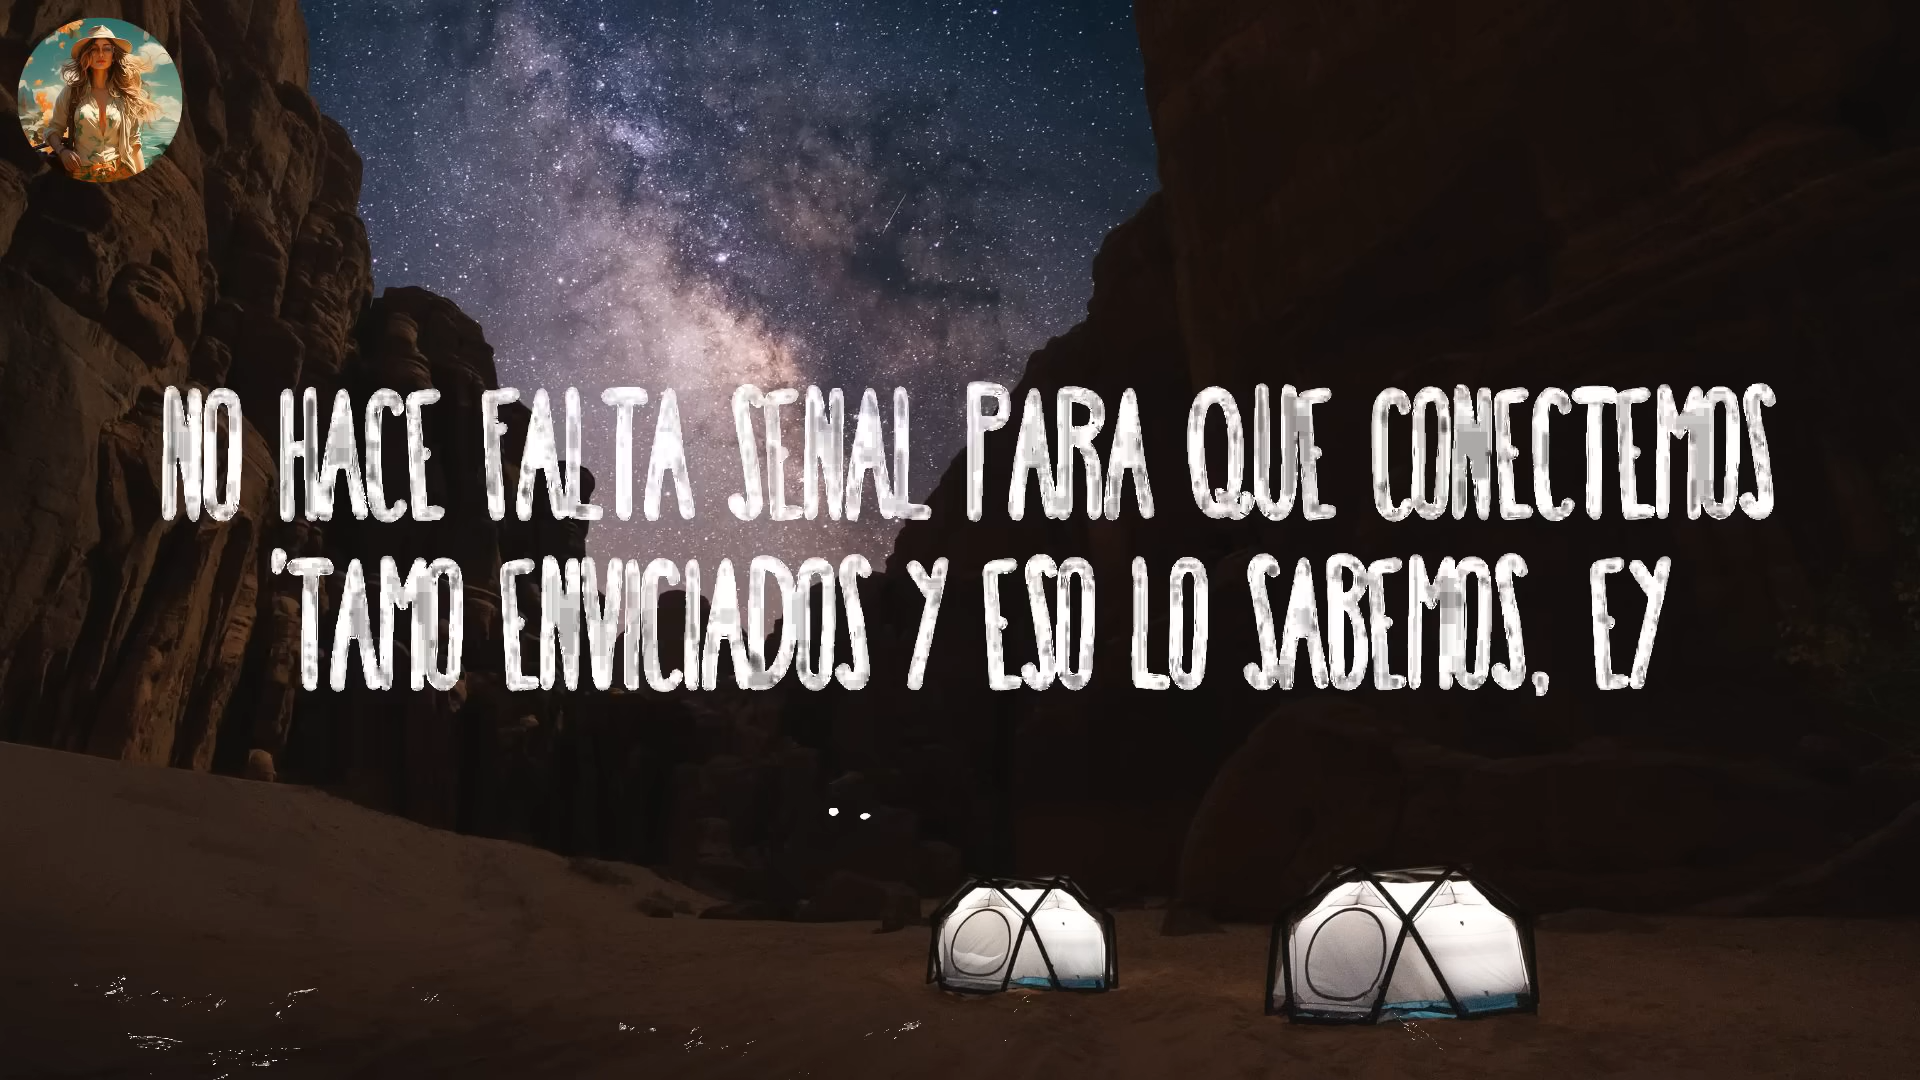 NO HACE FALTA SENAL PARA QUE CONECTEMOS
'TAMO ENVICIADOS Y ESO LO SABEMOS, EY